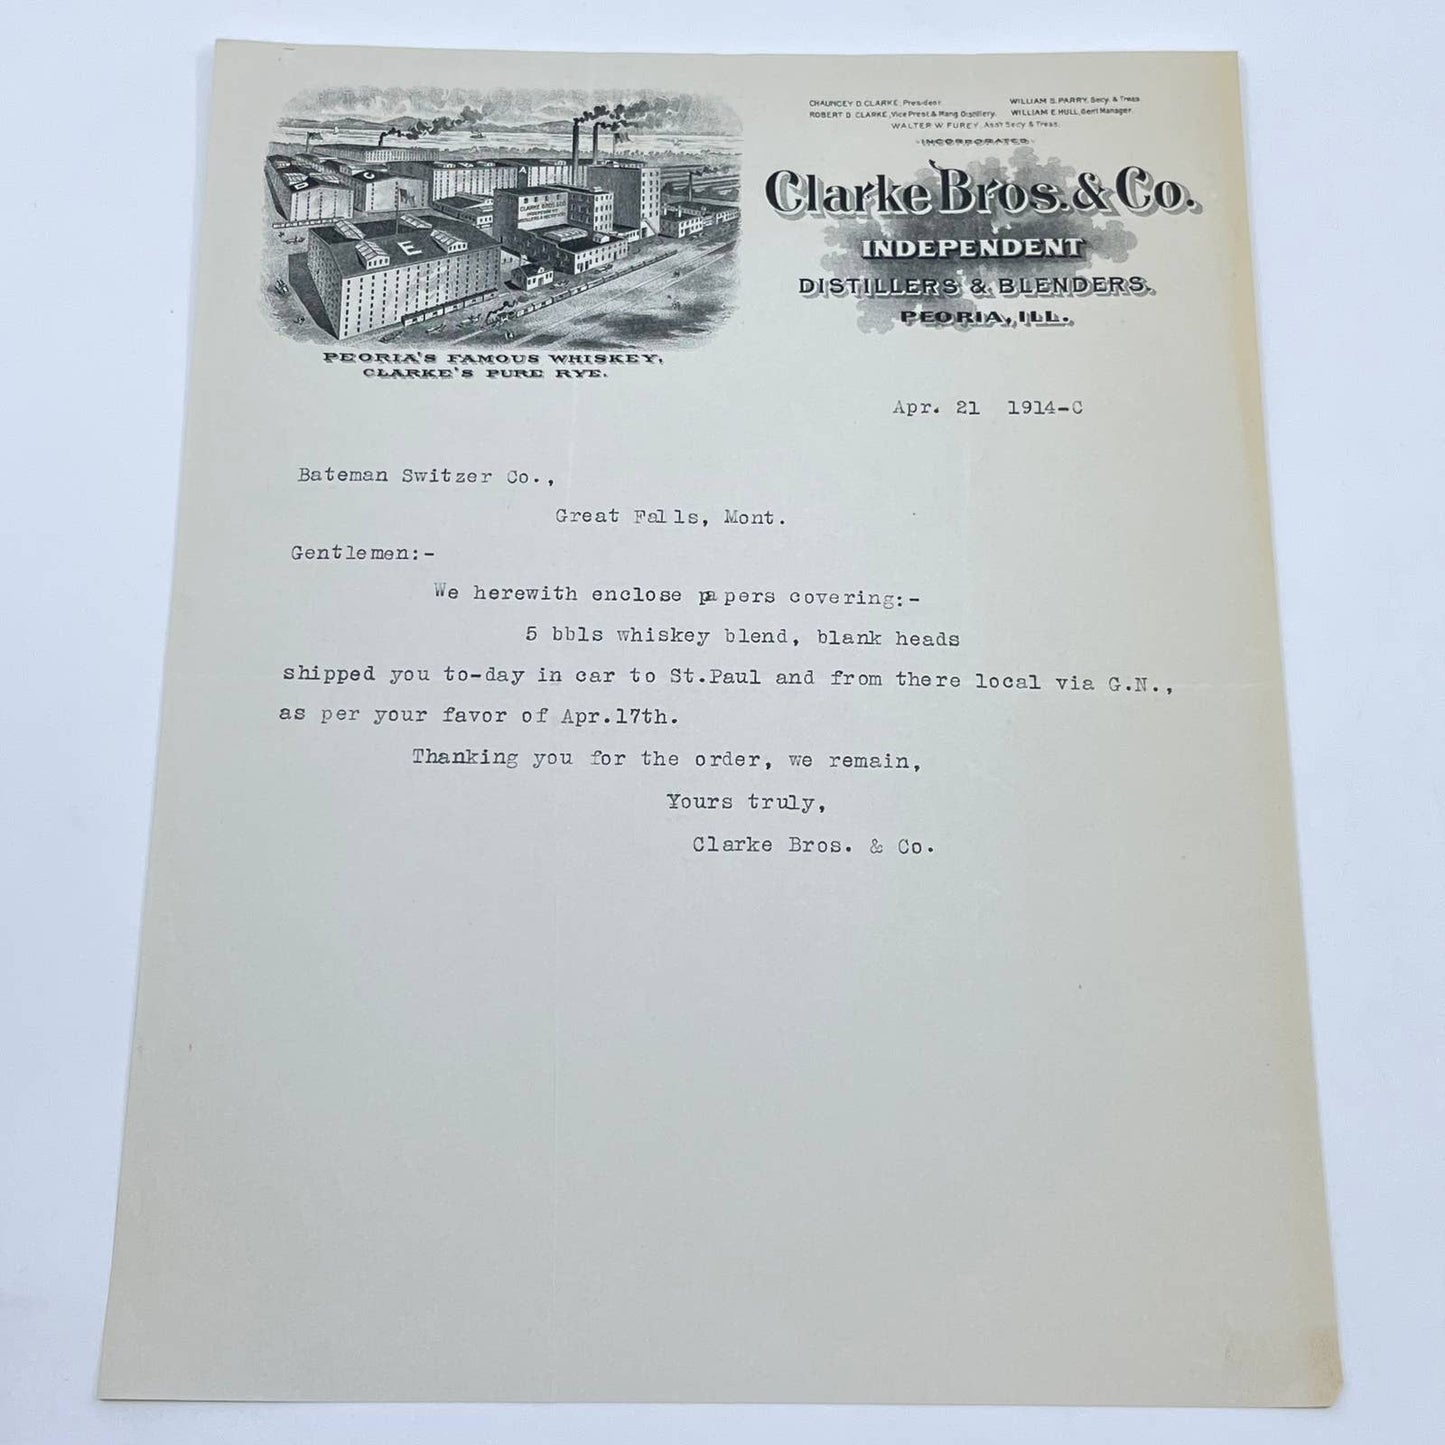 CHAUNCEY D. CLARKE, President. WILLIAM S. PARRY, Secy. & Treas.
ROBERT D. CLARKE, Vice Prest. & Mang. Distillery. WILLIAM E. HULL, Genl Manager.
WALTER W. FUREY, Ass't Secy & Treas.
INCORPORATED
Clarke Bros. & Co.
INDEPENDENT
DISTILLERS & BLENDERS.
PEORIA, ILL.
D C A
E
CLARKE BROS. & CO.
PEORIA'S FAMOUS WHISKEY,
CLARKE'S PURE RYE.
Apr. 21 1914-C
Bateman Switzer Co.,
Great Falls, Mont.
Gentlemen:-
We herewith enclose papers covering:-
5 bbls whiskey blend, blank heads
shipped you to-day in car to St.Paul and from there local via G.N.,
as per your favor of Apr.17th.
Thanking you for the order, we remain,
Yours truly,
Clarke Bros. & Co.